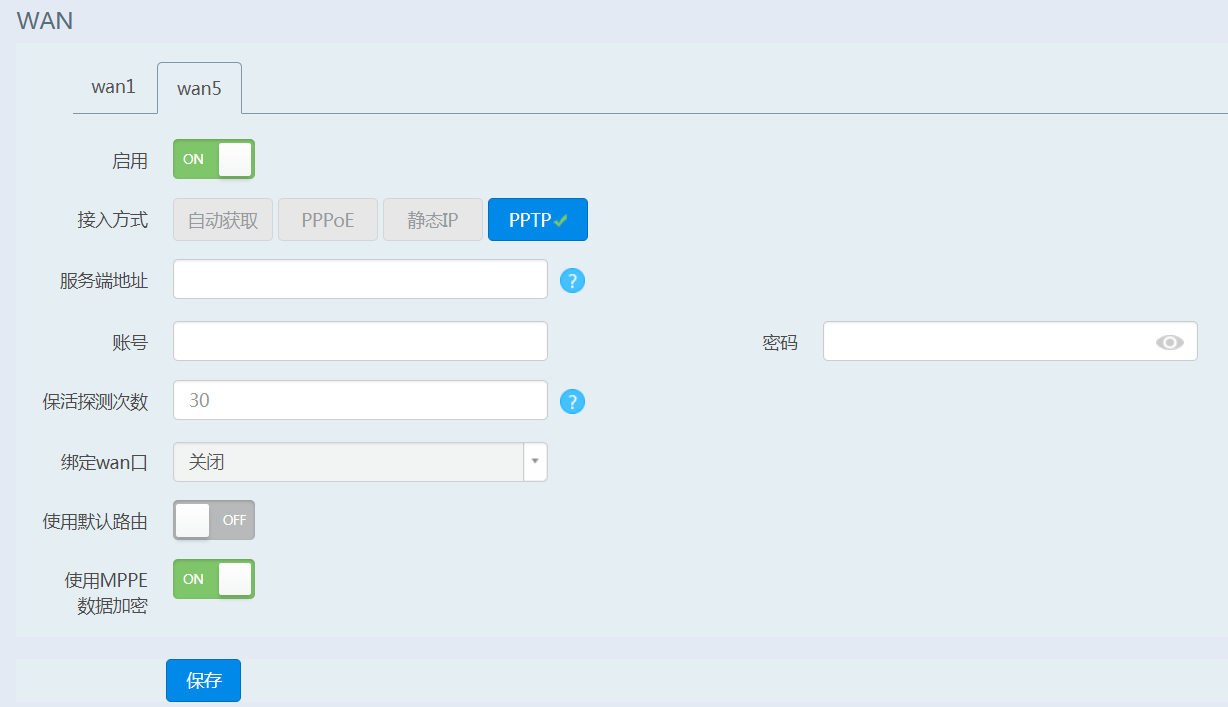 WAN
wan1 wan5
启用 ON
接入方式 自动获取 PPPoE 静态IP PPTP
服务端地址 ?
账号 密码
保活探测次数 30 ?
绑定wan口 关闭
使用默认路由 OFF
使用MPPE ON
数据加密
保存